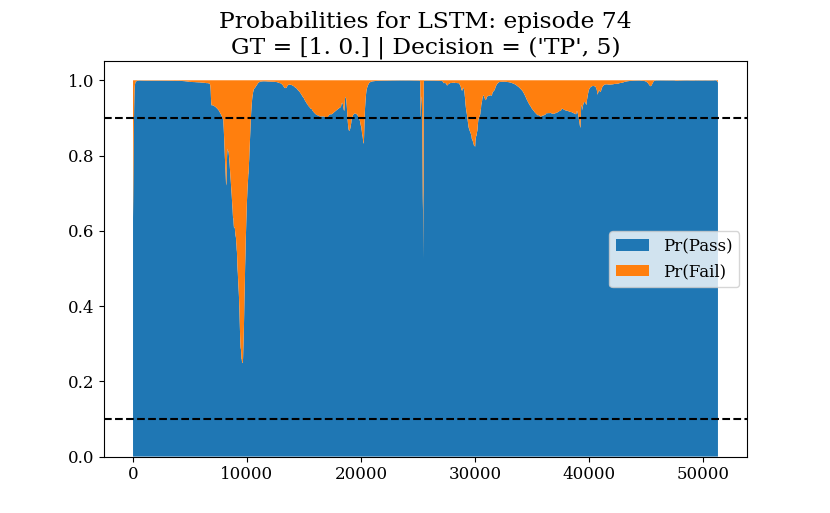 Probabilities for LSTM: episode 74
GT = [1. 0.] | Decision = ('TP', 5)
1.0
0.8
0.6
0.4
0.2
0.0
Pr(Pass)
Pr(Fail)
0 10000 20000 30000 40000 50000